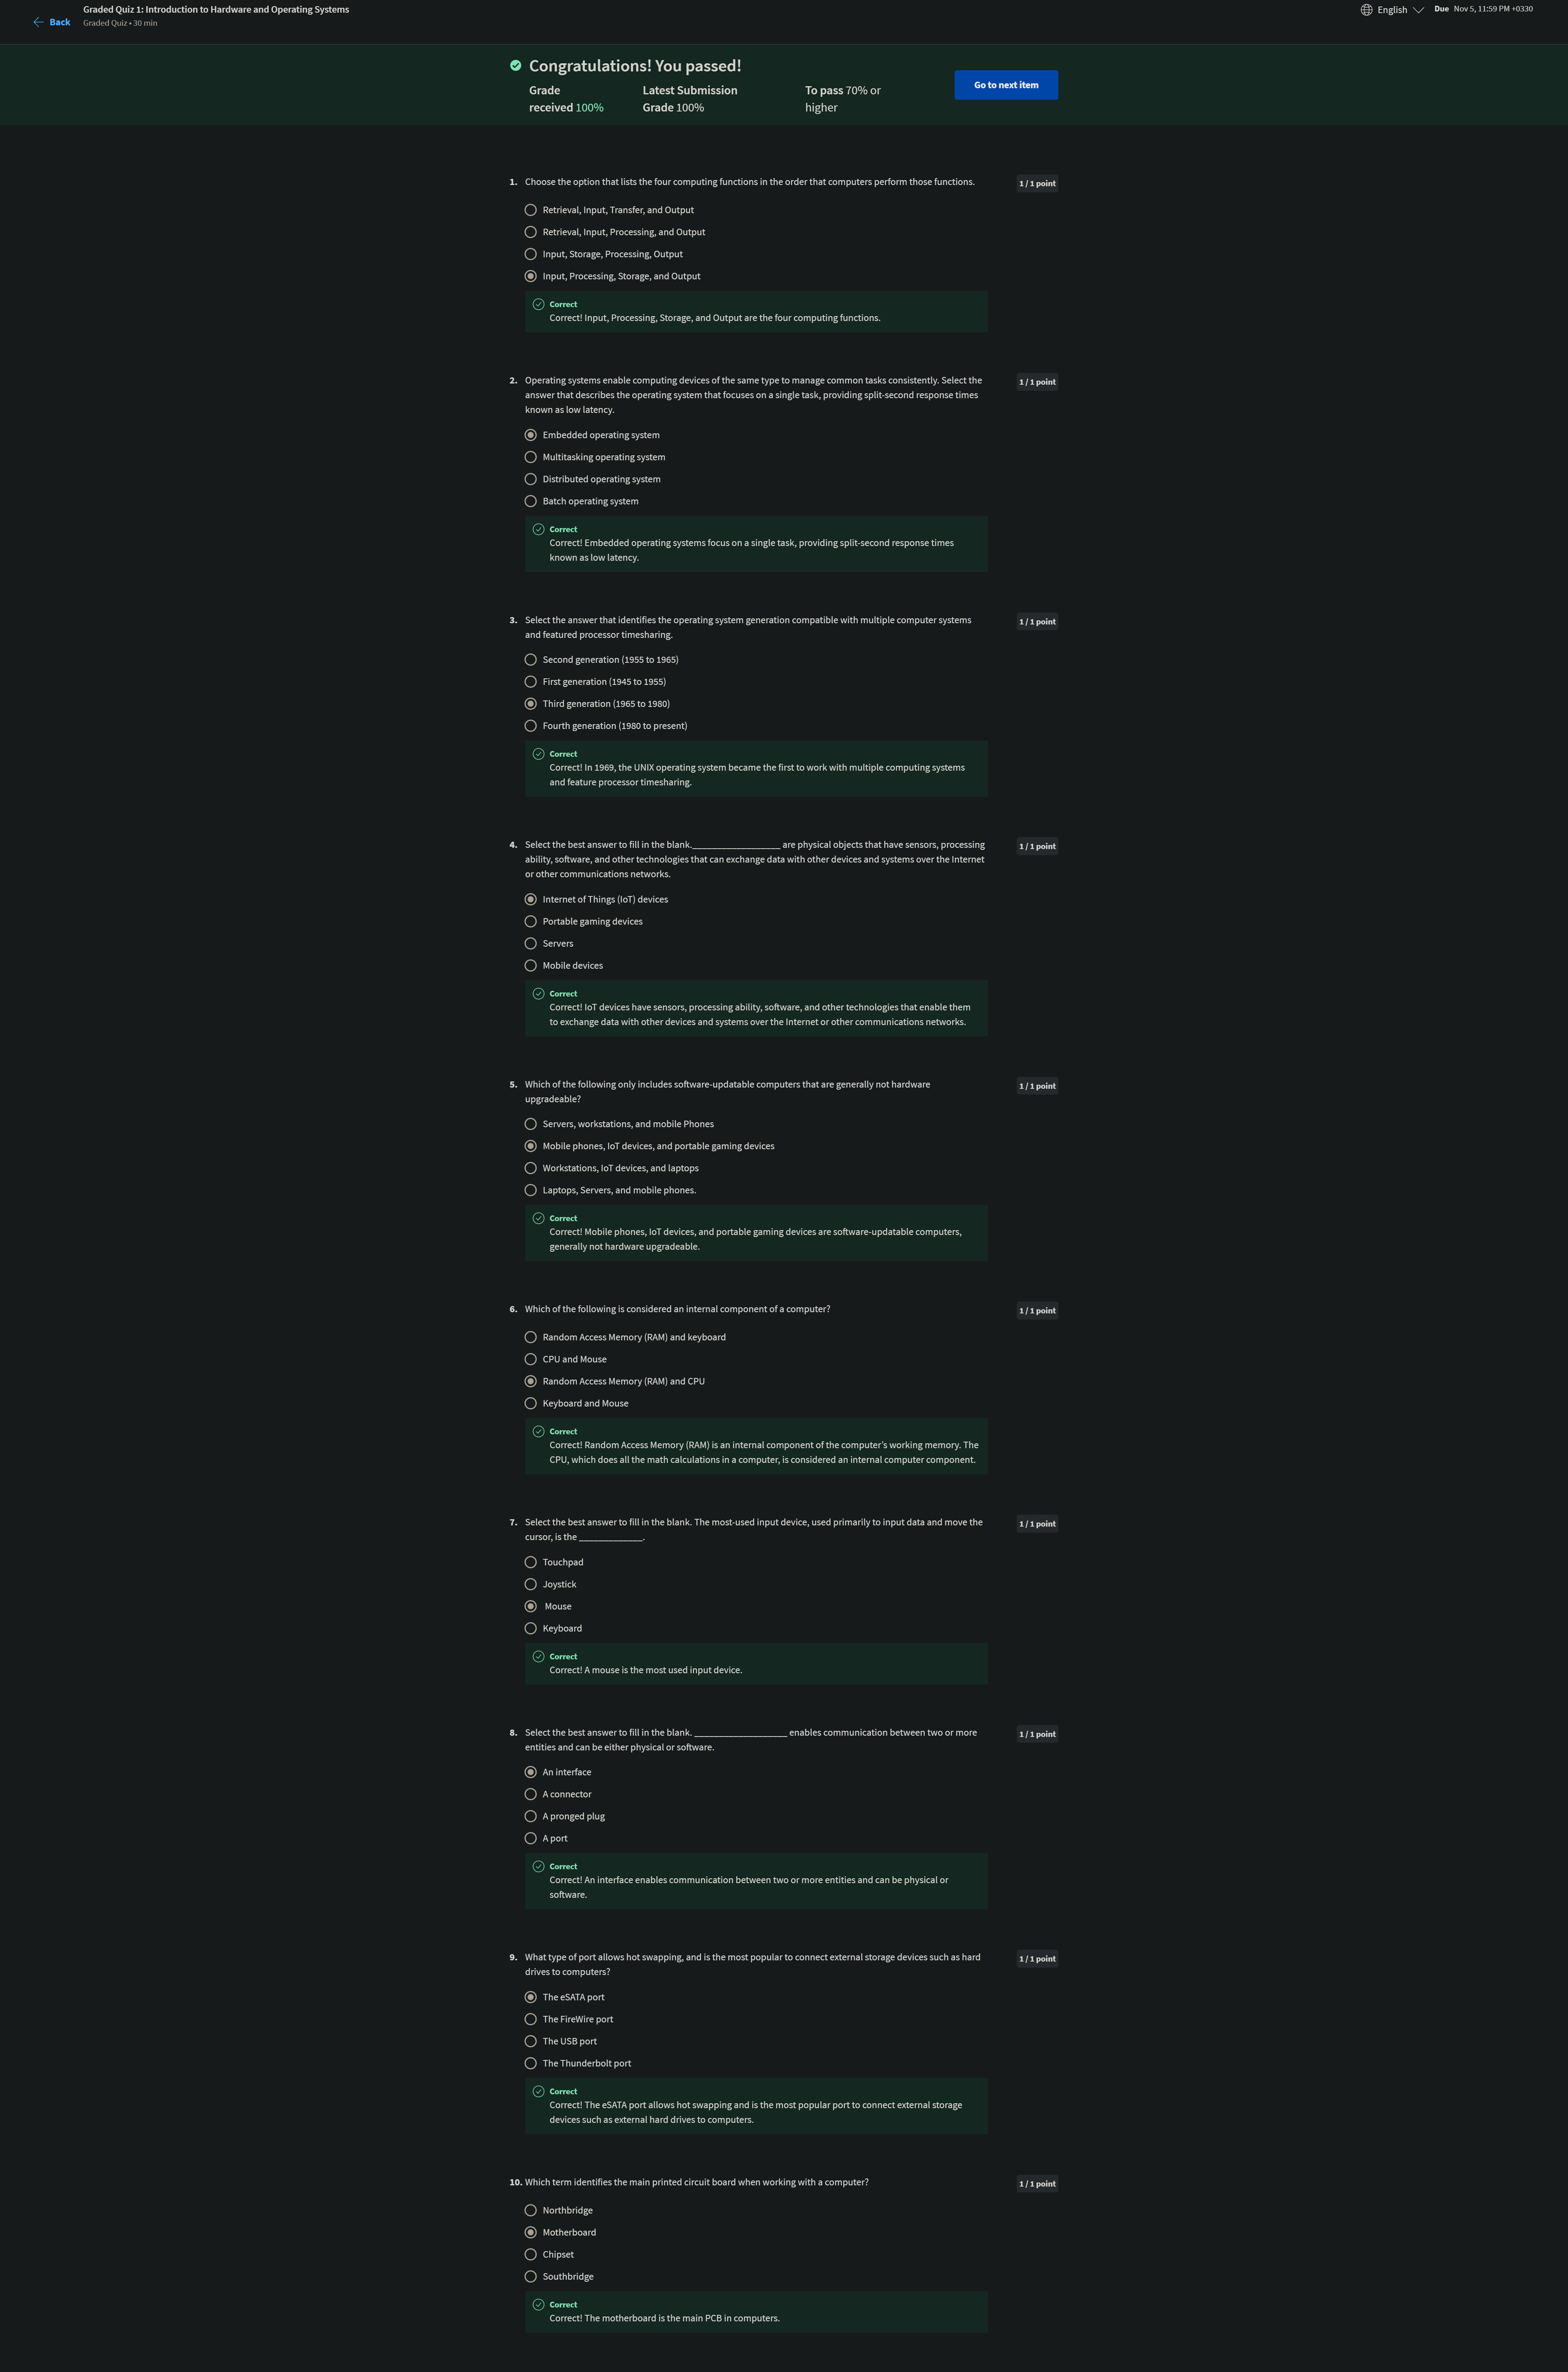 Back
Graded Quiz 1: Introduction to Hardware and Operating Systems
Graded Quiz • 30 min
English
Due Nov 5, 11:59 PM +0330
Congratulations! You passed!
Grade received 100%
Latest Submission Grade 100%
To pass 70% or higher
Go to next item
1. Choose the option that lists the four computing functions in the order that computers perform those functions.
1 / 1 point
Retrieval, Input, Transfer, and Output
Retrieval, Input, Processing, and Output
Input, Storage, Processing, Output
Input, Processing, Storage, and Output
Correct
Correct! Input, Processing, Storage, and Output are the four computing functions.
2. Operating systems enable computing devices of the same type to manage common tasks consistently. Select the
answer that describes the operating system that focuses on a single task, providing split-second response times
known as low latency.
1 / 1 point
Embedded operating system
Multitasking operating system
Distributed operating system
Batch operating system
Correct
Correct! Embedded operating systems focus on a single task, providing split-second response times
known as low latency.
3. Select the answer that identifies the operating system generation compatible with multiple computer systems
and featured processor timesharing.
1 / 1 point
Second generation (1955 to 1965)
First generation (1945 to 1955)
Third generation (1965 to 1980)
Fourth generation (1980 to present)
Correct
Correct! In 1969, the UNIX operating system became the first to work with multiple computing systems
and feature processor timesharing.
4. Select the best answer to fill in the blank.__________________ are physical objects that have sensors, processing
ability, software, and other technologies that can exchange data with other devices and systems over the Internet
or other communications networks.
1 / 1 point
Internet of Things (IoT) devices
Portable gaming devices
Servers
Mobile devices
Correct
Correct! IoT devices have sensors, processing ability, software, and other technologies that enable them
to exchange data with other devices and systems over the Internet or other communications networks.
5. Which of the following only includes software-updatable computers that are generally not hardware
upgradeable?
1 / 1 point
Servers, workstations, and mobile Phones
Mobile phones, IoT devices, and portable gaming devices
Workstations, IoT devices, and laptops
Laptops, Servers, and mobile phones.
Correct
Correct! Mobile phones, IoT devices, and portable gaming devices are software-updatable computers,
generally not hardware upgradeable.
6. Which of the following is considered an internal component of a computer?
1 / 1 point
Random Access Memory (RAM) and keyboard
CPU and Mouse
Random Access Memory (RAM) and CPU
Keyboard and Mouse
Correct
Correct! Random Access Memory (RAM) is an internal component of the computer's working memory. The
CPU, which does all the math calculations in a computer, is considered an internal computer component.
7. Select the best answer to fill in the blank. The most-used input device, used primarily to input data and move the
cursor, is the _____________.
1 / 1 point
Touchpad
Joystick
Mouse
Keyboard
Correct
Correct! A mouse is the most used input device.
8. Select the best answer to fill in the blank. ___________________ enables communication between two or more
entities and can be either physical or software.
1 / 1 point
An interface
A connector
A pronged plug
A port
Correct
Correct! An interface enables communication between two or more entities and can be physical or
software.
9. What type of port allows hot swapping, and is the most popular to connect external storage devices such as hard
drives to computers?
1 / 1 point
The eSATA port
The FireWire port
The USB port
The Thunderbolt port
Correct
Correct! The eSATA port allows hot swapping and is the most popular port to connect external storage
devices such as external hard drives to computers.
10. Which term identifies the main printed circuit board when working with a computer?
1 / 1 point
Northbridge
Motherboard
Chipset
Southbridge
Correct
Correct! The motherboard is the main PCB in computers.